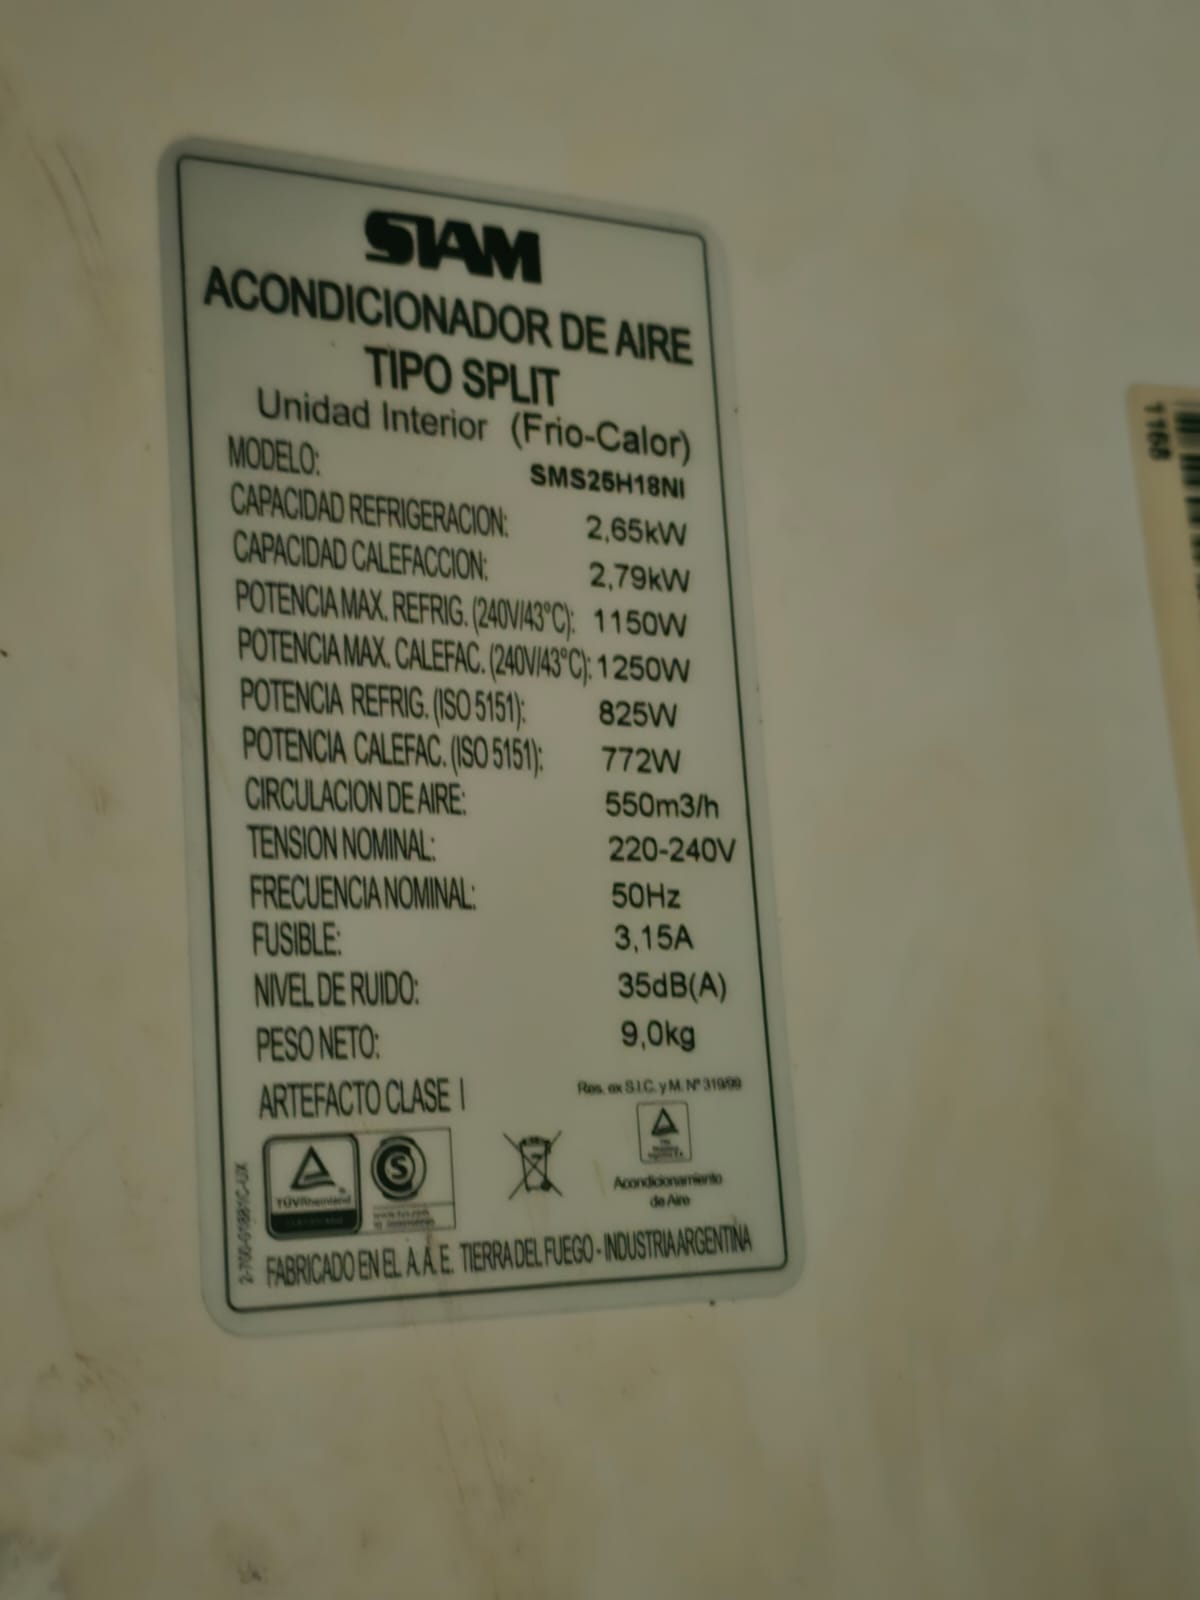 SIAM
ACONDICIONADOR DE AIRE
TIPO SPLIT
Unidad Interior (Frio-Calor)
MODELO: SMS25H18NI
CAPACIDAD REFRIGERACION: 2,65kW
CAPACIDAD CALEFACCION: 2,79kW
POTENCIA MAX. REFRIG. (240V/43°C): 1150W
POTENCIA MAX. CALEFAC. (240V/43°C): 1250W
POTENCIA REFRIG. (ISO 5151): 825W
POTENCIA CALEFAC. (ISO 5151): 772W
CIRCULACION DE AIRE: 550m3/h
TENSION NOMINAL: 220-240V
FRECUENCIA NOMINAL: 50Hz
FUSIBLE: 3,15A
NIVEL DE RUIDO: 35dB(A)
PESO NETO: 9,0kg
ARTEFACTO CLASE I
Res. ex S.I.C. y M. Nº 319/99
TÜVRheinland
S
Acondicionamiento
de Aire
FABRICADO EN EL A.A.E. TIERRA DEL FUEGO - INDUSTRIA ARGENTINA
1168